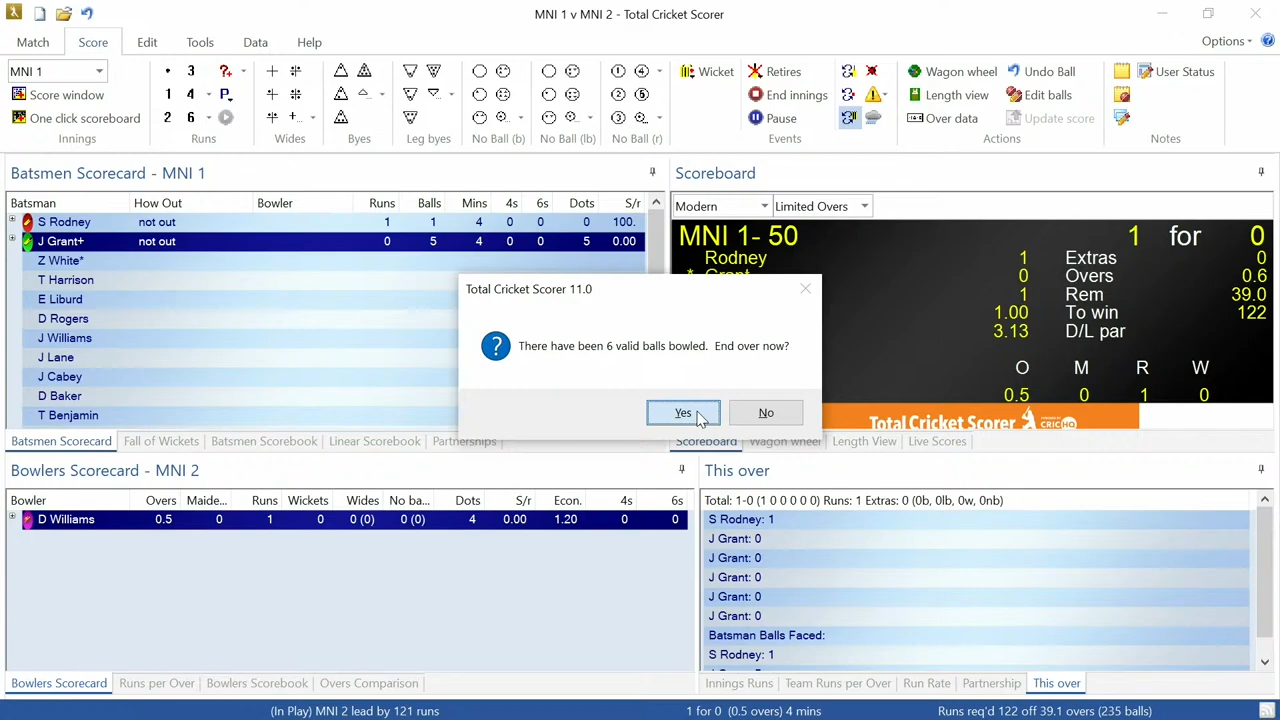 MNI 1 v MNI 2 - Total Cricket Scorer
Match Score Edit Tools Data Help Options
MNI 1
Score window
One click scoreboard
Innings
3 ?+
1 4 P
2 6
Runs
Wides
Byes
Leg byes
No Ball (b)
No Ball (lb)
1 4
2 5
3
No Ball (r)
Wicket
Retires
End innings
Pause
Events
Wagon wheel
Length view
Over data
Undo Ball
Edit balls
Update score
Actions
User Status
Notes
Batsmen Scorecard - MNI 1
Batsman How Out Bowler Runs Balls Mins 4s 6s Dots S/r
S Rodney not out 1 1 4 0 0 0 100.
J Grant+ not out 0 5 4 0 0 5 0.00
Z White*
T Harrison
E Liburd
D Rogers
J Williams
J Lane
J Cabey
D Baker
T Benjamin
Batsmen Scorecard Fall of Wickets Batsmen Scorebook Linear Scorebook Partnerships
Scoreboard
Modern Limited Overs
MNI 1- 50 1 for 0
Rodney 1 Extras 0
* Grant 0 Overs 0.6
1 Rem 39.0
1.00 To win 122
3.13 D/L par
O M R W
0.5 0 1 0
Total Cricket Scorer POWERED BY CRICHQ
Scoreboard Wagon wheel Length View Live Scores
Total Cricket Scorer 11.0
There have been 6 valid balls bowled. End over now?
Yes No
Bowlers Scorecard - MNI 2
Bowler Overs Maide... Runs Wickets Wides No ba... Dots S/r Econ. 4s 6s
D Williams 0.5 0 1 0 0 (0) 0 (0) 4 0.00 1.20 0 0
Bowlers Scorecard Runs per Over Bowlers Scorebook Overs Comparison
This over
Total: 1-0 (1 0 0 0 0 0) Runs: 1 Extras: 0 (0b, 0lb, 0w, 0nb)
S Rodney: 1
J Grant: 0
J Grant: 0
J Grant: 0
J Grant: 0
J Grant: 0
Batsman Balls Faced:
S Rodney: 1
Innings Runs Team Runs per Over Run Rate Partnership This over
(In Play) MNI 2 lead by 121 runs 1 for 0 (0.5 overs) 4 mins Runs req'd 122 off 39.1 overs (235 balls)